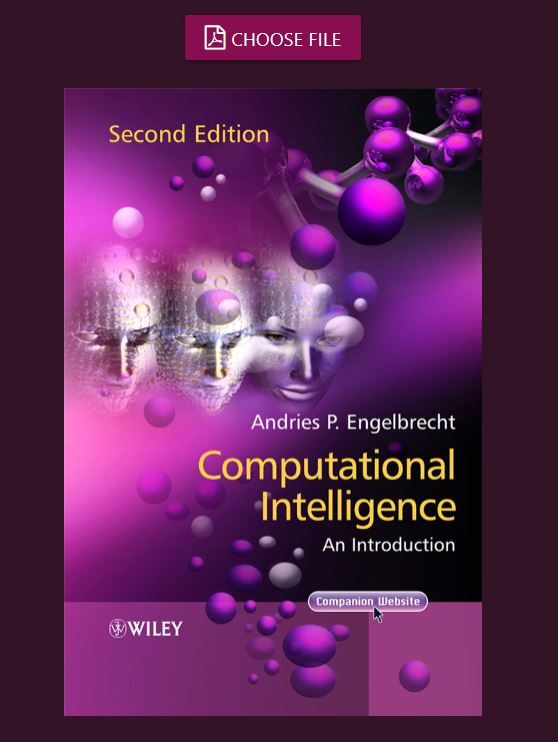 CHOOSE FILE
Second Edition
Andries P. Engelbrecht
Computational
Intelligence
An Introduction
Companion Website
WILEY